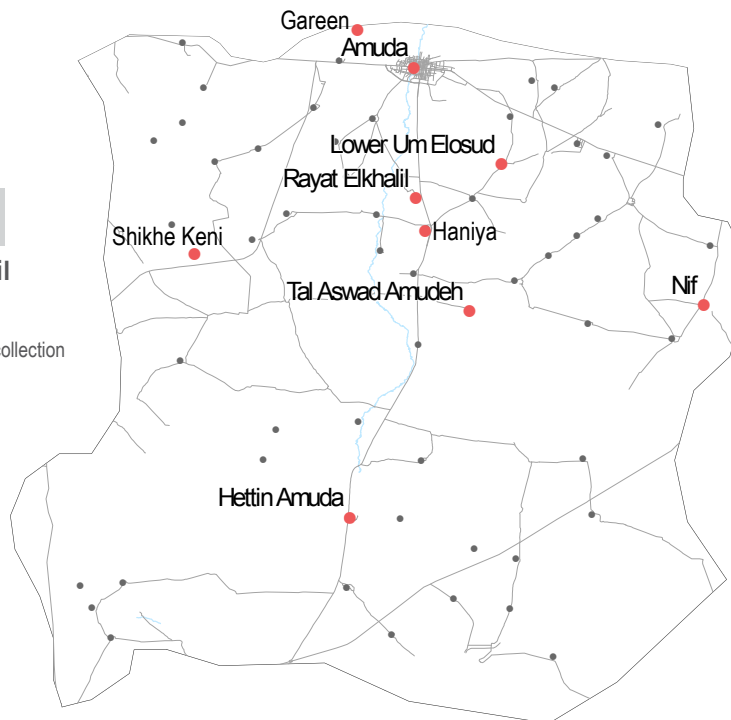 Gareen
Amuda
Lower Um Elosud
Rayat Elkhalil
Shikhe Keni
Haniya
Tal Aswad Amudeh
Nif
Hettin Amuda